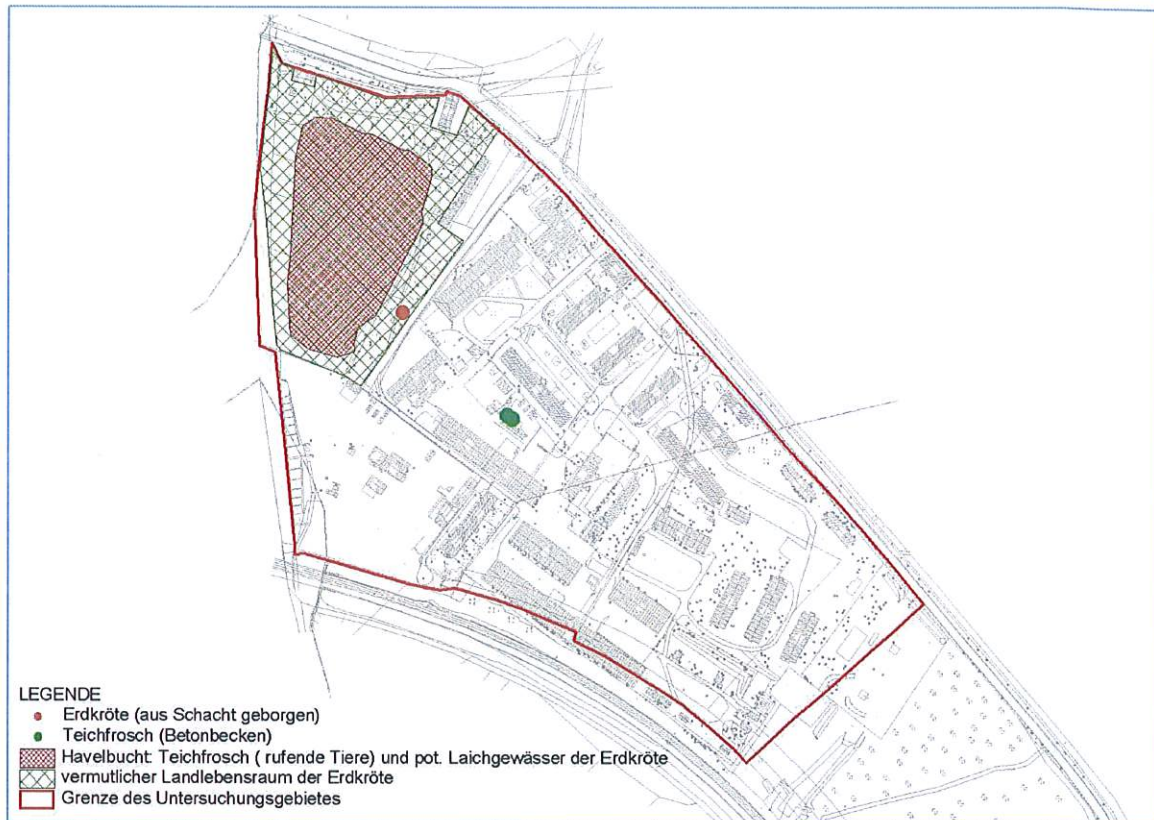 LEGENDE
Erdkröte (aus Schacht geborgen)
Teichfrosch (Betonbecken)
Havelbucht: Teichfrosch ( rufende Tiere) und pot. Laichgewässer der Erdkröte
vermutlicher Landlebensraum der Erdkröte
Grenze des Untersuchungsgebietes